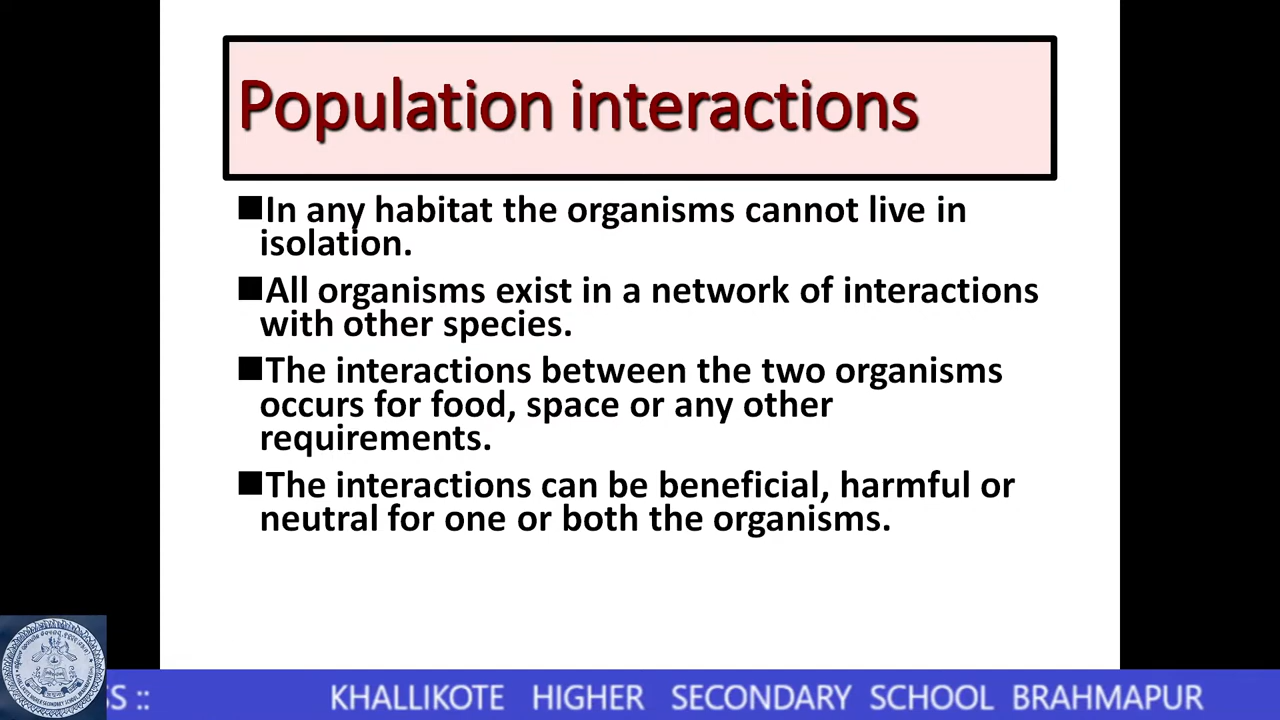 Population interactions
■In any habitat the organisms cannot live in
isolation.
■All organisms exist in a network of interactions
with other species.
■The interactions between the two organisms
occurs for food, space or any other
requirements.
■The interactions can be beneficial, harmful or
neutral for one or both the organisms.
SS :: KHALLIKOTE HIGHER SECONDARY SCHOOL BRAHMAPUR